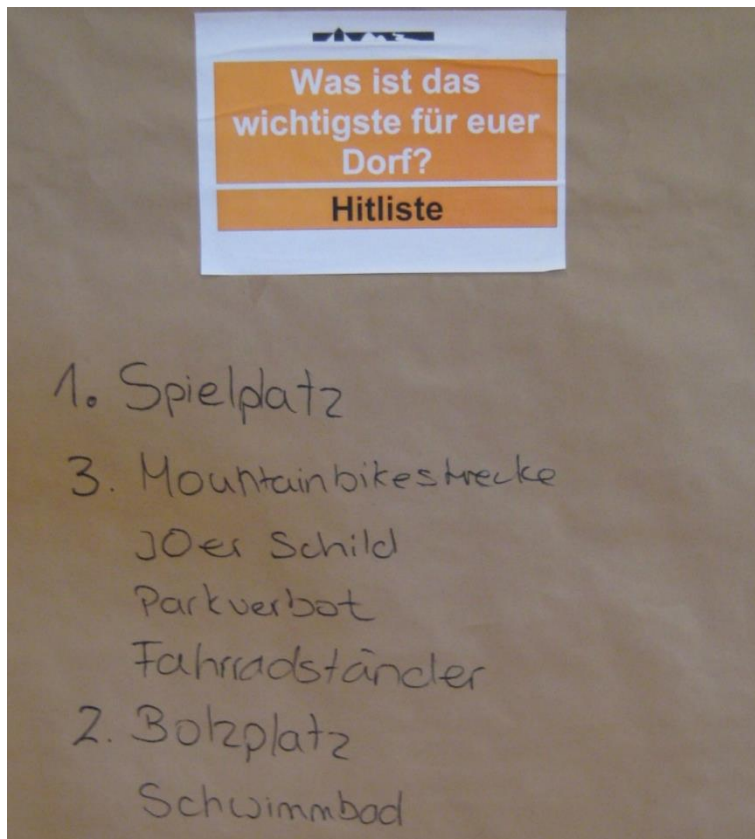 Was ist das
wichtigste für euer
Dorf?
Hitliste
1. Spielplatz
3. Mountainbikestrecke
30er Schild
Parkverbot
Fahrradständer
2. Bolzplatz
Schwimmbad